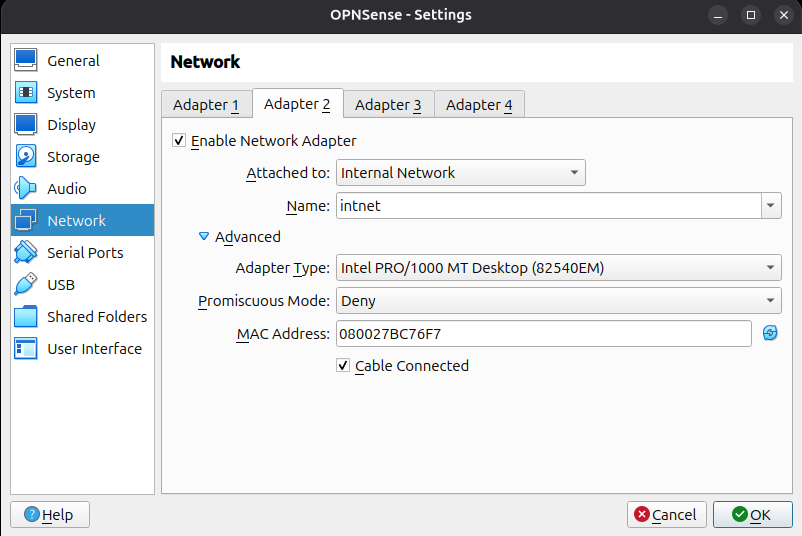 OPNSense - Settings
General
System
Display
Storage
Audio
Network
Serial Ports
USB
Shared Folders
User Interface
Network
Adapter 1 Adapter 2 Adapter 3 Adapter 4
Enable Network Adapter
Attached to: Internal Network
Name: intnet
Advanced
Adapter Type: Intel PRO/1000 MT Desktop (82540EM)
Promiscuous Mode: Deny
MAC Address: 080027BC76F7
Cable Connected
Help Cancel OK